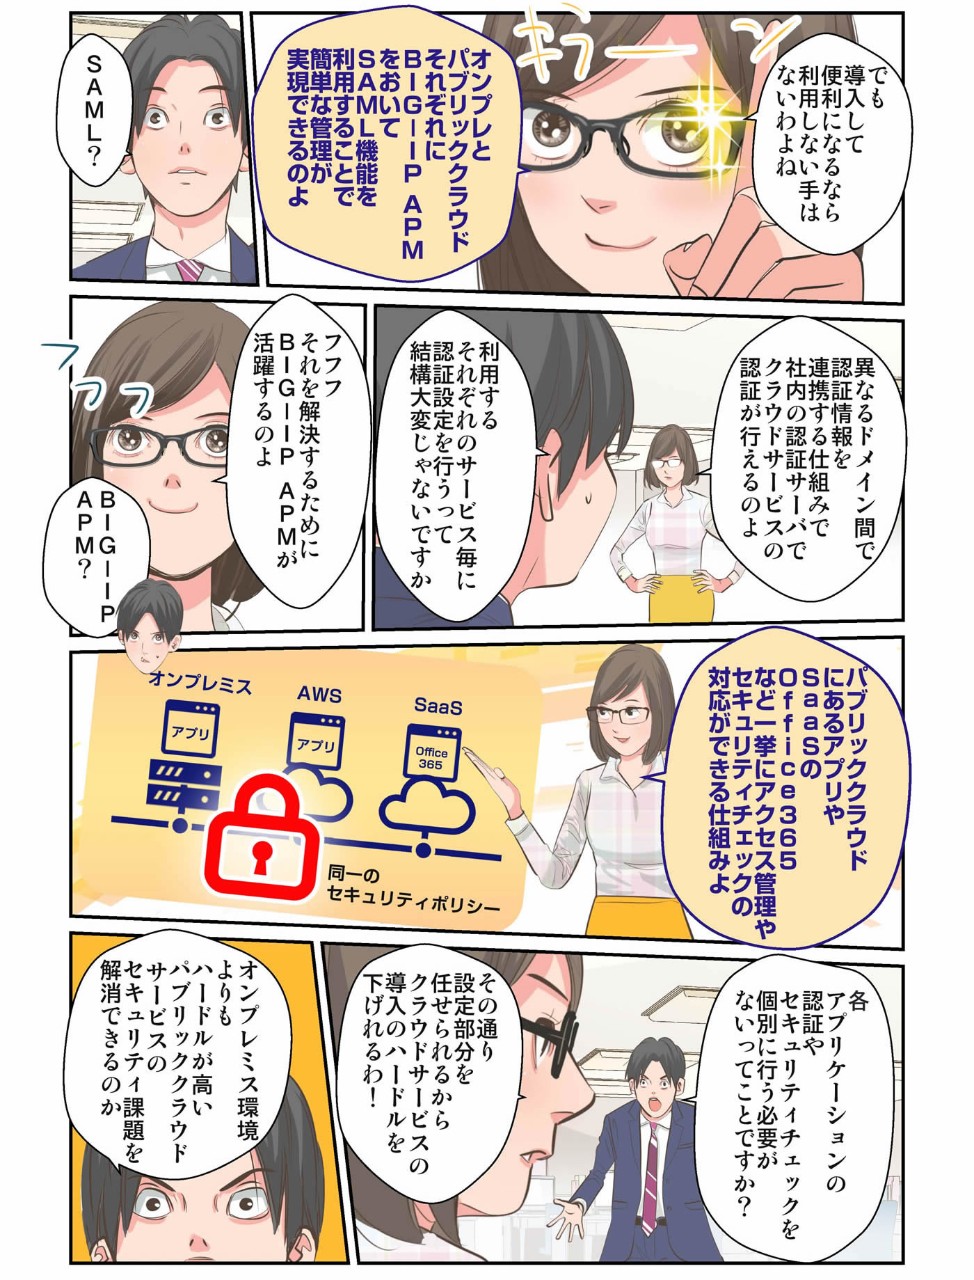 でも
導入して
便利になるなら
利用しない手は
ないわよね
キラーン
オンプレと
パブリッククラウド
それぞれに
BIG-IP APM
をおいて
SAML機能を
利用することで
簡単な管理が
実現できるのよ
SAML?
異なるドメイン間で
認証情報を
連携する仕組みで
社内の認証サーバで
クラウドサービスの
認証が行えるのよ
利用する
それぞれのサービス毎に
認証設定を行うって
結構大変じゃないですか
フフフ
それを解決するために
BIG-IP APMが
活躍するのよ
フフフ
BIG-IP
APM?
パブリッククラウド
にあるアプリや
SaaSの
Office365
など一挙にアクセス管理や
セキュリティチェックの
対応ができる仕組みよ
オンプレミス
アプリ
AWS
アプリ
SaaS
Office
365
同一の
セキュリティポリシー
各
アプリケーションの
認証や
セキュリティチェックを
個別に行う必要が
ないってことですか?
その通り
設定部分を
任せられるから
クラウドサービスの
導入のハードルを
下げれるわ!
オンプレミス環境
よりも
ハードルが高い
パブリッククラウド
サービスの
セキュリティ課題を
解消できるのか